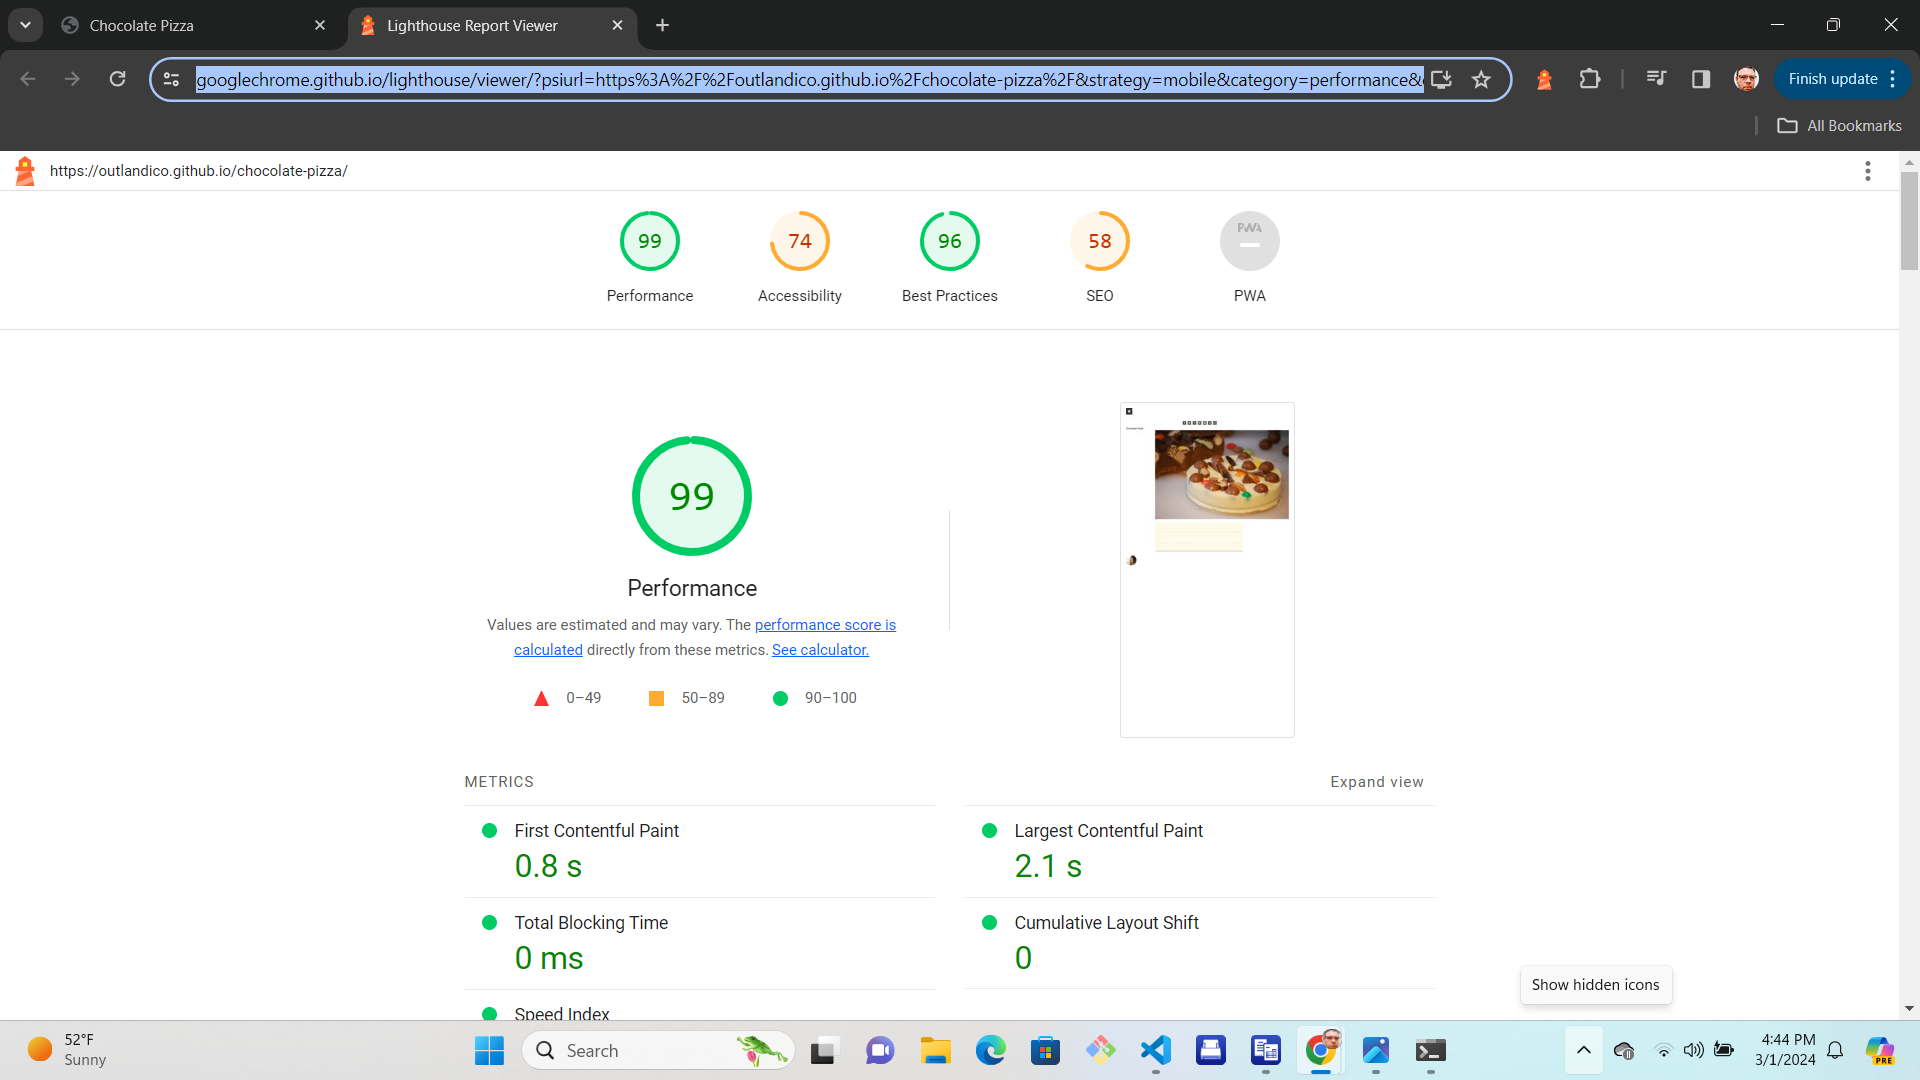 Chocolate Pizza
Lighthouse Report Viewer
googlechrome.github.io/lighthouse/viewer/?psiurl=https%3A%2F%2Foutlandico.github.io%2Fchocolate-pizza%2F&strategy=mobile&category=performance&
Finish update
All Bookmarks
https://outlandico.github.io/chocolate-pizza/
99
74
96
58
PWA
Performance
Accessibility
Best Practices
SEO
PWA
99
Performance
Values are estimated and may vary. The performance score is
calculated directly from these metrics. See calculator.
0–49
50–89
90–100
METRICS
Expand view
First Contentful Paint
0.8 s
Largest Contentful Paint
2.1 s
Total Blocking Time
0 ms
Cumulative Layout Shift
0
Speed Index
Show hidden icons
52°F
Sunny
Search
4:44 PM
3/1/2024
PRE